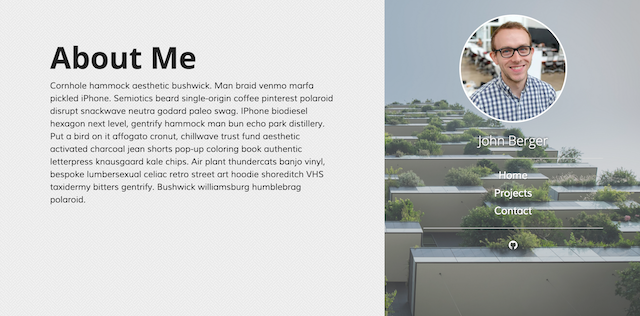 About Me
Cornhole hammock aesthetic bushwick. Man braid venmo marfa
pickled iPhone. Semiotics beard single-origin coffee pinterest polaroid
disrupt snackwave neutra godard paleo swag. IPhone biodiesel
hexagon next level, gentrify hammock man bun echo park distillery.
Put a bird on it affogato cronut, chillwave trust fund aesthetic
activated charcoal jean shorts pop-up coloring book authentic
letterpress knausgaard kale chips. Air plant thundercats banjo vinyl,
bespoke lumbersexual celiac retro street art hoodie shoreditch VHS
taxidermy bitters gentrify. Bushwick williamsburg humblebrag
polaroid.
John Berger
Home
Projects
Contact